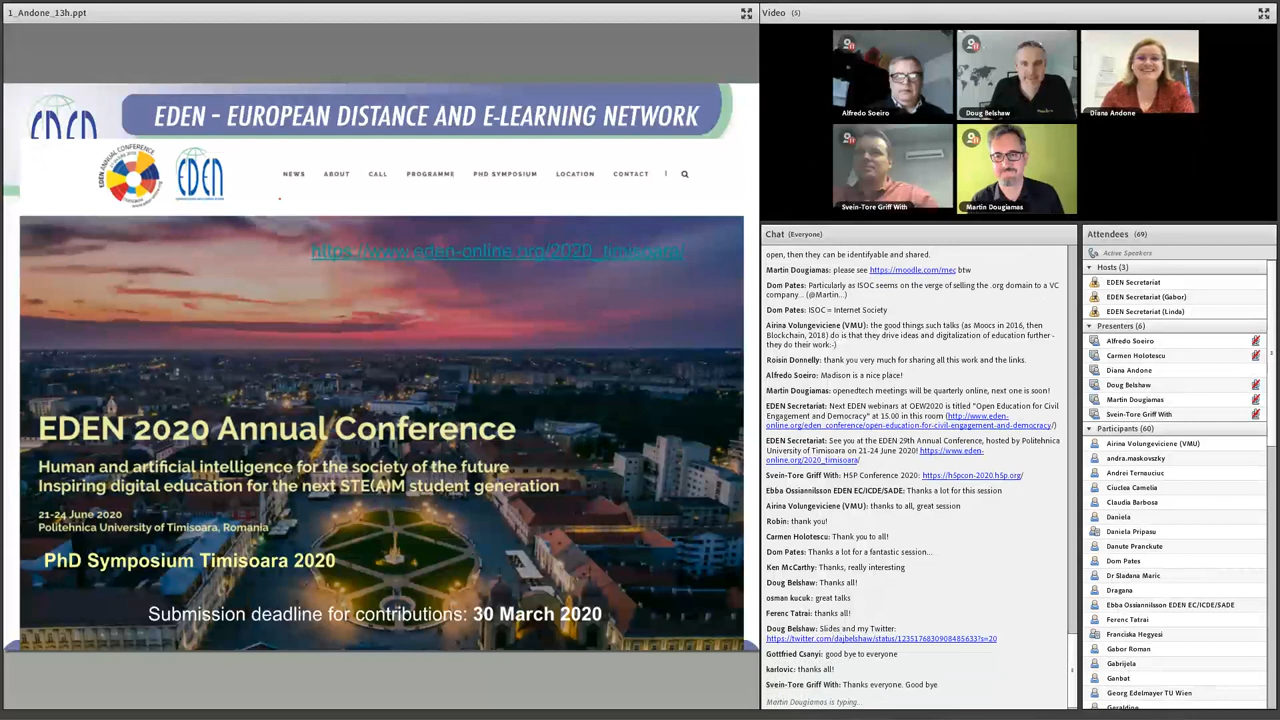 1_Andone_13h.ppt
EDEN
EDEN - EUROPEAN DISTANCE AND E-LEARNING NETWORK
EDEN ANNUAL CONFERENCE
EDEN
NEWS ABOUT CALL PROGRAMME PHD SYMPOSIUM LOCATION CONTACT
https://www.eden-online.org/2020_timisoara/
EDEN 2020 Annual Conference
Human and artificial intelligence for the society of the future
Inspiring digital education for the next STE(A)M student generation
21-24 June 2020
Politehnica University of Timisoara, Romania
PhD Symposium Timisoara 2020
Submission deadline for contributions: 30 March 2020
Video (5)
Alfredo Soeiro
Doug Belshaw
Diana Andone
Svein-Tore Griff With
Martin Dougiamas
Chat (Everyone)
open, then they can be identifyable and shared.
Martin Dougiamas: please see https://moodle.com/mec btw
Dom Pates: Particularly as ISOC seems on the verge of selling the .org domain to a VC
company... (@Martin...)
Dom Pates: ISOC = Internet Society
Airina Volungeviciene (VMU): the good things such talks (as Moocs in 2016, then
Blockchain, 2018) do is that they drive ideas and digitalization of education further -
they do their work:-)
Roisin Donnelly: thank you very much for sharing all this work and the links.
Alfredo Soeiro: Madison is a nice place!
Martin Dougiamas: openedtech meetings will be quarterly online, next one is soon!
EDEN Secretariat: Next EDEN webinars at OEW2020 is titled "Open Education for Civil
Engagement and Democracy" at 15.00 in this woom (http://www.eden-
online.org/eden_conference/open-education-for-civil-engagement-and-democracy/)
EDEN Secretariat: See you at the EDEN 29th Annual Conference, hosted by Politehnica
University of Timisoara on 21-24 June 2020! https://www.eden-
online.org/2020_timisoara/
Svein-Tore Griff With: H5P Conference 2020: https://h5pcon-2020.h5p.org/
Ebba Ossiannilsson EDEN EC/ICDE/SADE: Thanks a lot for this session
Airina Volungeviciene (VMU): thanks to all, great session
Robin: thank you!
Carmen Holotescu: Thank you to all!
Dom Pates: Thanks a lot for a fantastic session...
Ken McCarthy: Thanks, really interesting
Doug Belshaw: Thanks all!
osman kucuk: great talks
Ferenc Tatrai: thanks all!
Doug Belshaw: Slides and my Twitter:
https://twitter.com/dajbelshaw/status/1235176830908485633?s=20
Gottfried Csanyi: good bye to everyone
karlovic: thanks all!
Svein-Tore Griff With: Thanks everyone. Good bye
Martin Dougiamas is typing...
Attendees (69)
Active Speakers
Hosts (3)
EDEN Secretariat
EDEN Secretariat (Gabor)
EDEN Secretariat (Linda)
Presenters (6)
Alfredo Soeiro
Carmen Holotescu
Diana Andone
Doug Belshaw
Martin Dougiamas
Svein-Tore Griff With
Participants (60)
Airina Volungeviciene (VMU)
andra.maskovszky
Andrei Ternauciuc
Ciuclea Camelia
Claudia Barbosa
Daniela
Daniela Pripasu
Danute Pranckute
Dom Pates
Dr Sladana Maric
Dragana
Ebba Ossiannilsson EDEN EC/ICDE/SADE
Ferenc Tatrai
Franciska Hegyesi
Gabor Roman
Gabrijela
Ganbat
Georg Edelmayer TU Wien
Geraldine